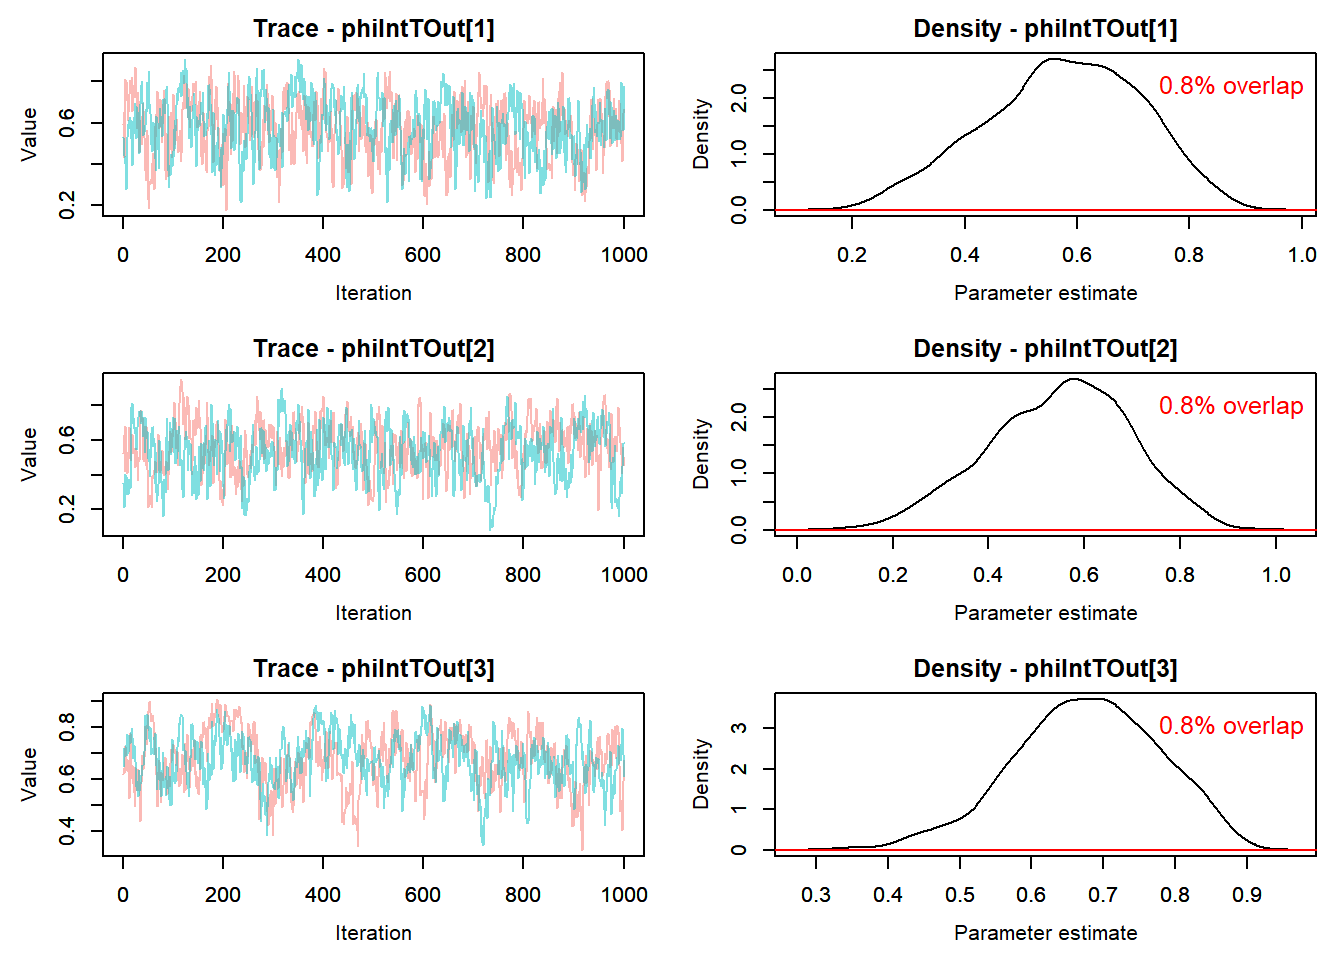 Trace - phiIntTOut[1]
Value
0.2 0.6
0 200 400 600 800 1000
Iteration
Density - phiIntTOut[1]
0.8% overlap
Density
0.0 1.0 2.0
0.2 0.4 0.6 0.8 1.0
Parameter estimate
Trace - phiIntTOut[2]
Value
0.2 0.6
0 200 400 600 800 1000
Iteration
Density - phiIntTOut[2]
0.8% overlap
Density
0.0 1.0 2.0
0.0 0.2 0.4 0.6 0.8 1.0
Parameter estimate
Trace - phiIntTOut[3]
Value
0.4 0.6 0.8
0 200 400 600 800 1000
Iteration
Density - phiIntTOut[3]
0.8% overlap
Density
0 1 2 3
0.3 0.4 0.5 0.6 0.7 0.8 0.9
Parameter estimate